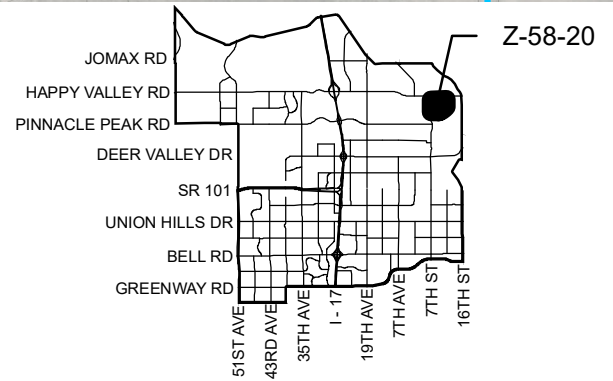 Z-58-20
JOMAX RD
HAPPY VALLEY RD
PINNACLE PEAK RD
DEER VALLEY DR
SR 101
UNION HILLS DR
BELL RD
GREENWAY RD
51ST AVE
43RD AVE
35TH AVE
I - 17
19TH AVE
7TH AVE
7TH ST
16TH ST